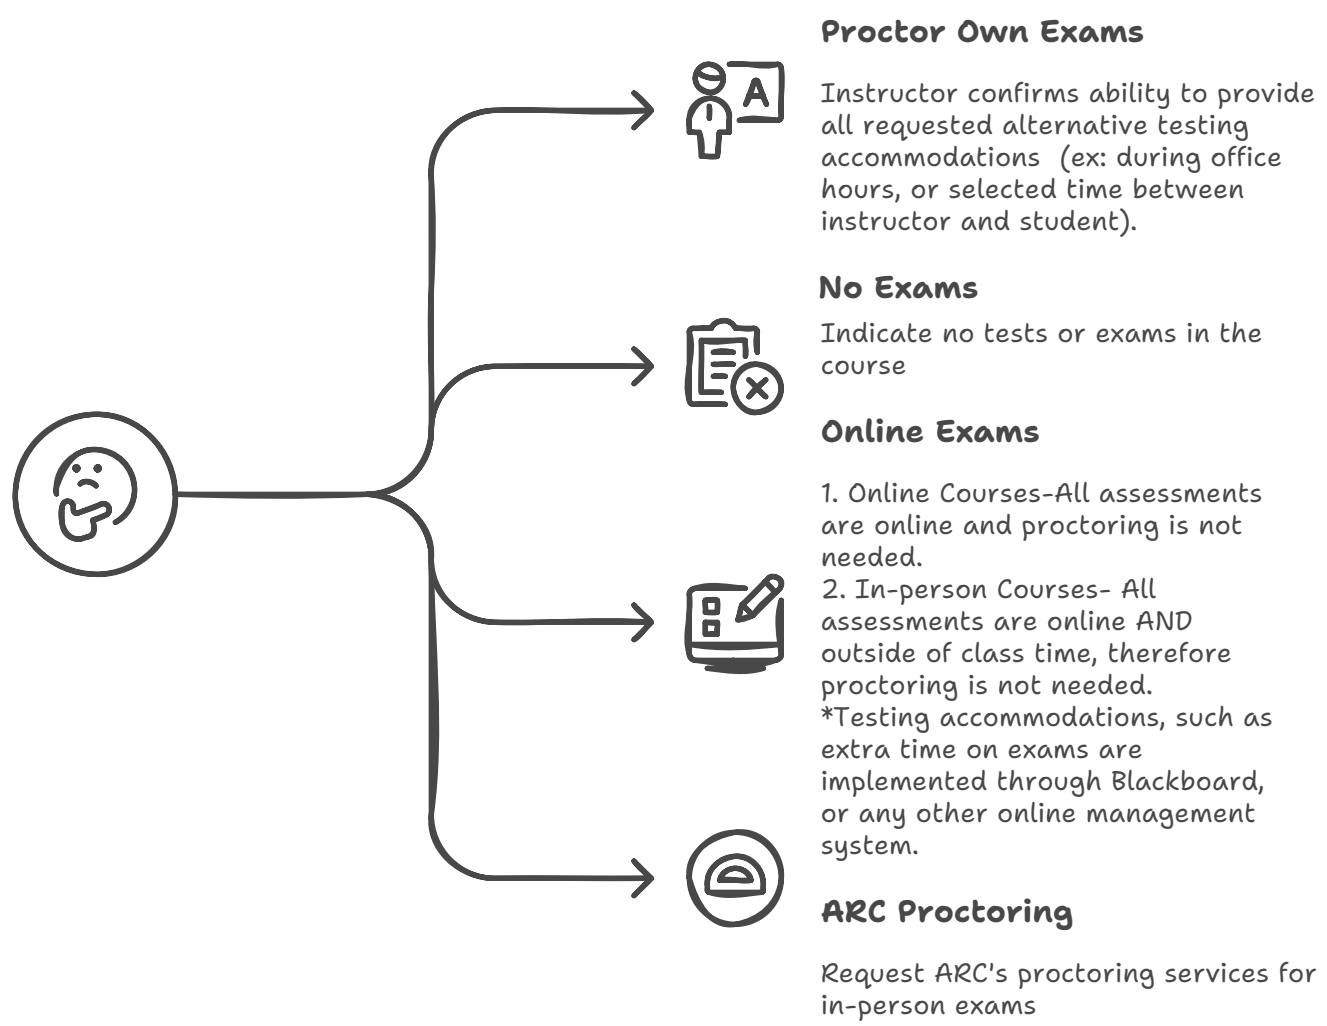 Proctor Own Exams
A
Instructor confirms ability to provide
all requested alternative testing
accommodations  (ex: during office
hours, or selected time between
instructor and student).
No Exams
Indicate no tests or exams in the
course
Online Exams
1. Online Courses-All assessments
are online and proctoring is not
needed.
2. In-person Courses- All
assessments are online AND
outside of class time, therefore
proctoring is not needed.
*Testing accommodations, such as
extra time on exams are
implemented through Blackboard,
or any other online management
system.
ARC Proctoring
Request ARC's proctoring services for
in-person exams